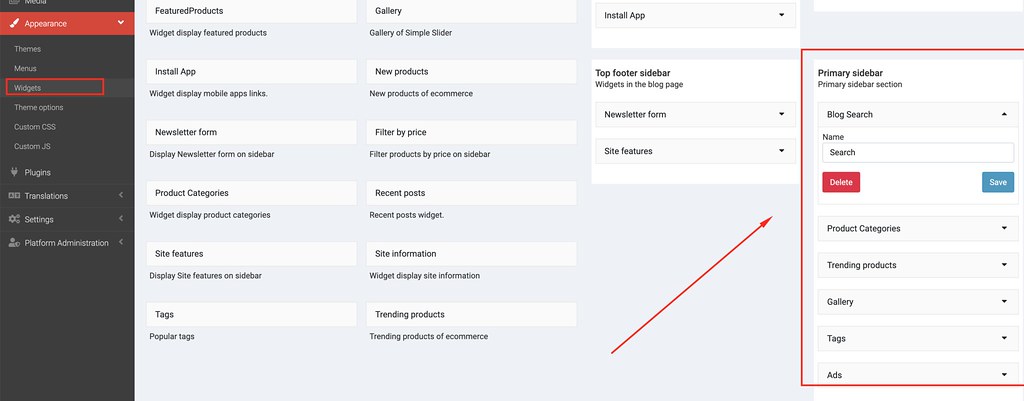 Media
Appearance
Themes
Menus
Widgets
Theme options
Custom CSS
Custom JS
Plugins
Translations
Settings
Platform Administration
FeaturedProducts
Widget display featured products
Gallery
Gallery of Simple Slider
Install App
Widget display mobile apps links.
New products
New products of ecommerce
Newsletter form
Display Newsletter form on sidebar
Filter by price
Filter products by price on sidebar
Product Categories
Widget display product categories
Recent posts
Recent posts widget.
Site features
Display Site features on sidebar
Site information
Widget display site information
Tags
Popular tags
Trending products
Trending products of ecommerce
Install App
Top footer sidebar
Widgets in the blog page
Newsletter form
Site features
Primary sidebar
Primary sidebar section
Blog Search
Name
Search
Delete
Save
Product Categories
Trending products
Gallery
Tags
Ads